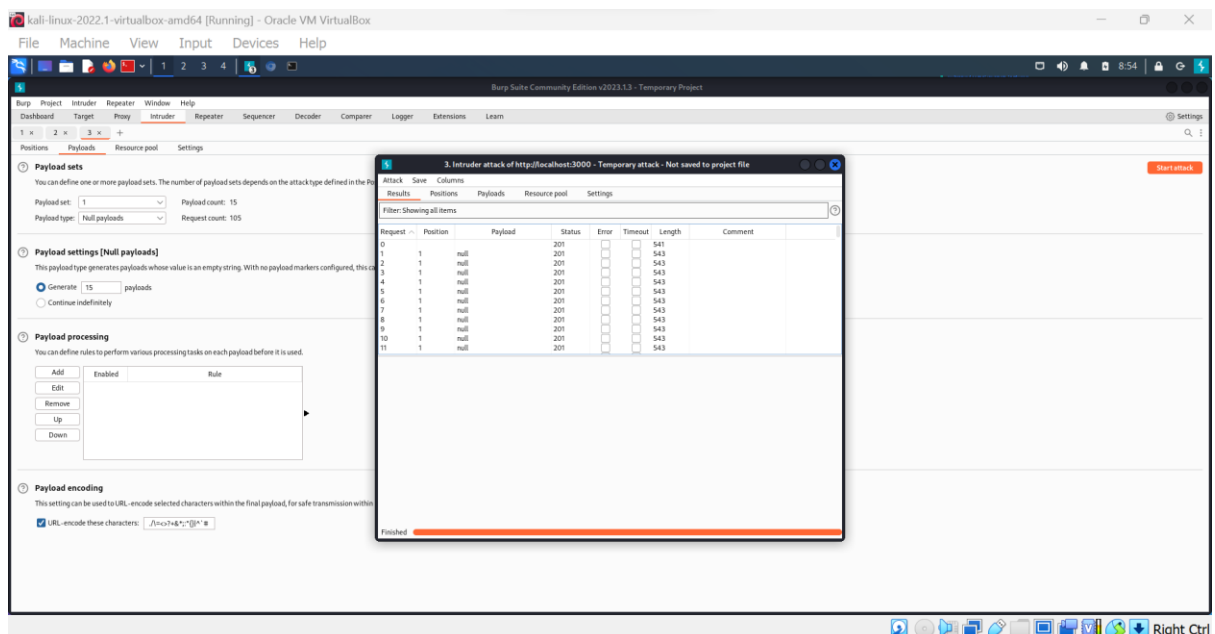 kali-linux-2022.1-virtualbox-amd64 [Running] - Oracle VM VirtualBox
File Machine View Input Devices Help
1 2 3 4 8:54
Burp Suite Community Edition v2023.1.3 - Temporary Project
Burp Project Intruder Repeater Window Help
Dashboard Target Proxy Intruder Repeater Sequencer Decoder Comparer Logger Extensions Learn Settings
1 × 2 × 3 × +
Positions Payloads Resource pool Settings
Payload sets
Start attack
You can define one or more payload sets. The number of payload sets depends on the attack type defined in the Po
Payload set: 1 Payload count: 15
Payload type: Null payloads Request count: 105
Payload settings [Null payloads]
This payload type generates payloads whose value is an empty string. With no payload markers configured, this ca
Generate 15 payloads
Continue indefinitely
Payload processing
You can define rules to perform various processing tasks on each payload before it is used.
Add Enabled Rule
Edit
Remove
Up
Down
Payload encoding
This setting can be used to URL-encode selected characters within the final payload, for safe transmission within
URL-encode these characters:
3. Intruder attack of http://localhost:3000 - Temporary attack - Not saved to project file
Attack Save Columns
Results Positions Payloads Resource pool Settings
Filter: Showing all items
Request Position Payload Status Error Timeout Length Comment
0 201 541
1 1 null 201 543
2 1 null 201 543
3 1 null 201 543
4 1 null 201 543
5 1 null 201 543
6 1 null 201 543
7 1 null 201 543
8 1 null 201 543
9 1 null 201 543
10 1 null 201 543
11 1 null 201 543
Finished
Right Ctrl